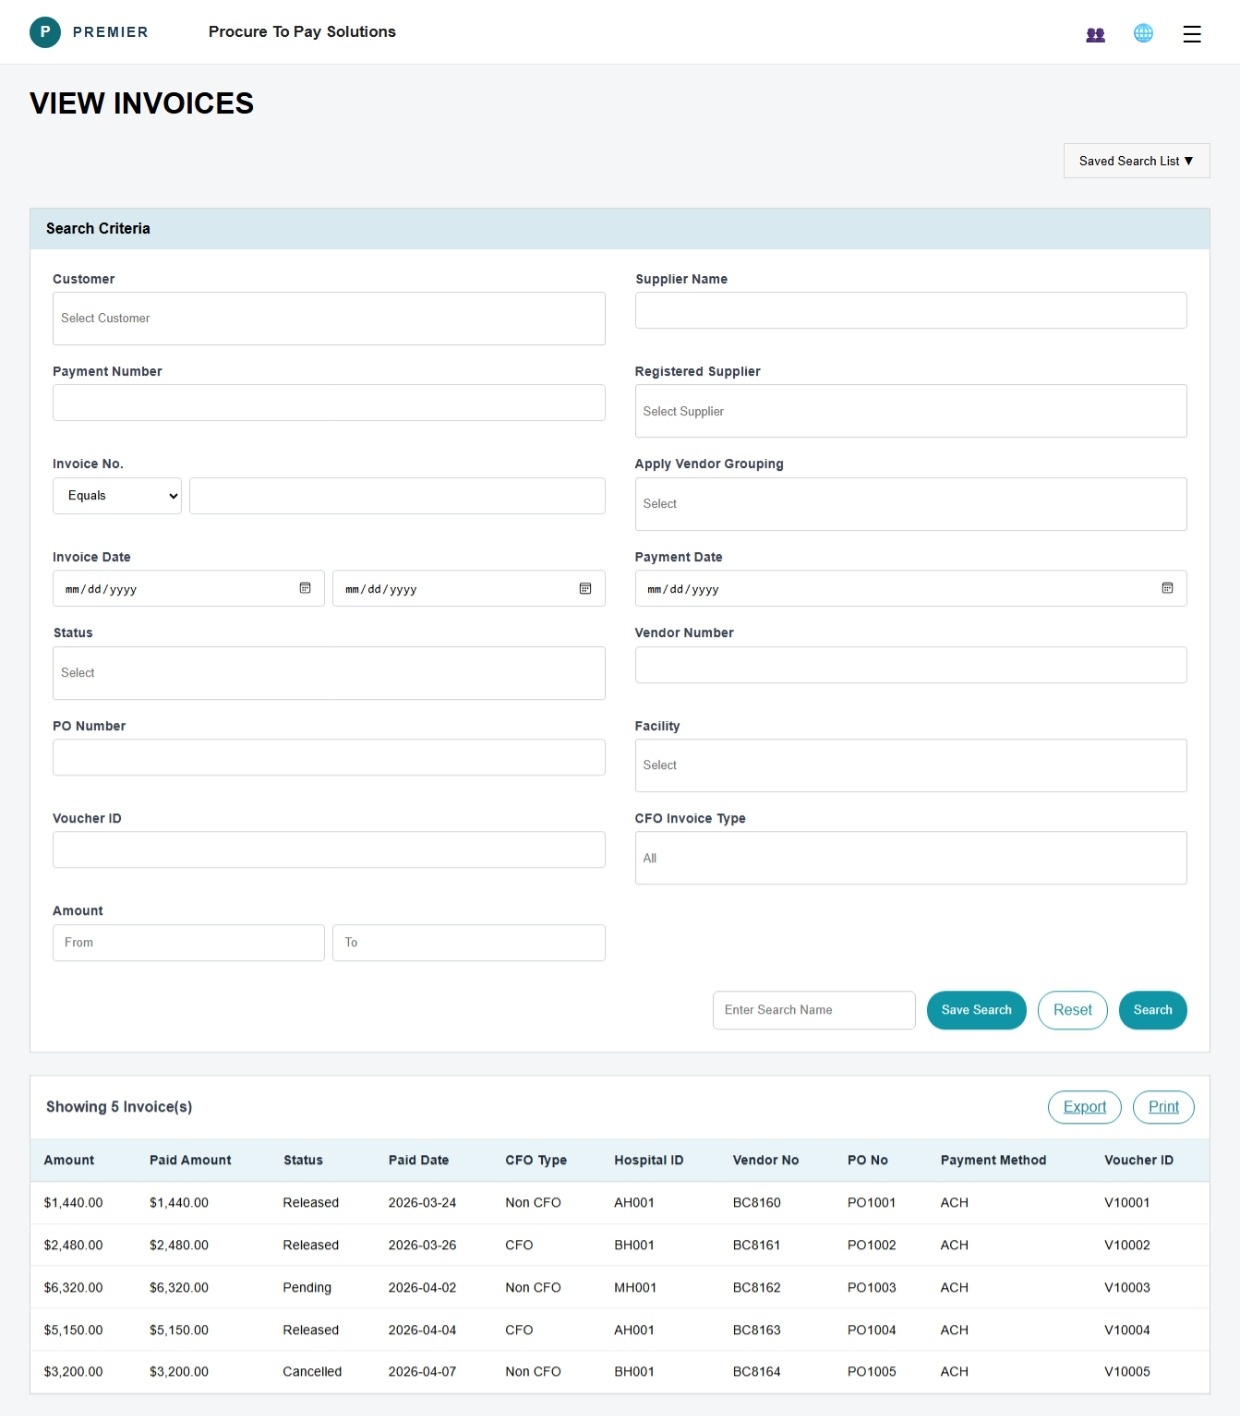 P PREMIER Procure To Pay Solutions
VIEW INVOICES
Saved Search List ▼
Search Criteria
Customer
Select Customer
Supplier Name
Payment Number
Registered Supplier
Select Supplier
Invoice No.
Equals
Apply Vendor Grouping
Select
Invoice Date
mm/dd/yyyy mm/dd/yyyy
Payment Date
mm/dd/yyyy
Status
Select
Vendor Number
PO Number
Facility
Select
Voucher ID
CFO Invoice Type
All
Amount
From To
Enter Search Name Save Search Reset Search
Showing 5 Invoice(s) Export Print
Amount Paid Amount Status Paid Date CFO Type Hospital ID Vendor No PO No Payment Method Voucher ID
$1,440.00 $1,440.00 Released 2026-03-24 Non CFO AH001 BC8160 PO1001 ACH V10001
$2,480.00 $2,480.00 Released 2026-03-26 CFO BH001 BC8161 PO1002 ACH V10002
$6,320.00 $6,320.00 Pending 2026-04-02 Non CFO MH001 BC8162 PO1003 ACH V10003
$5,150.00 $5,150.00 Released 2026-04-04 CFO AH001 BC8163 PO1004 ACH V10004
$3,200.00 $3,200.00 Cancelled 2026-04-07 Non CFO BH001 BC8164 PO1005 ACH V10005